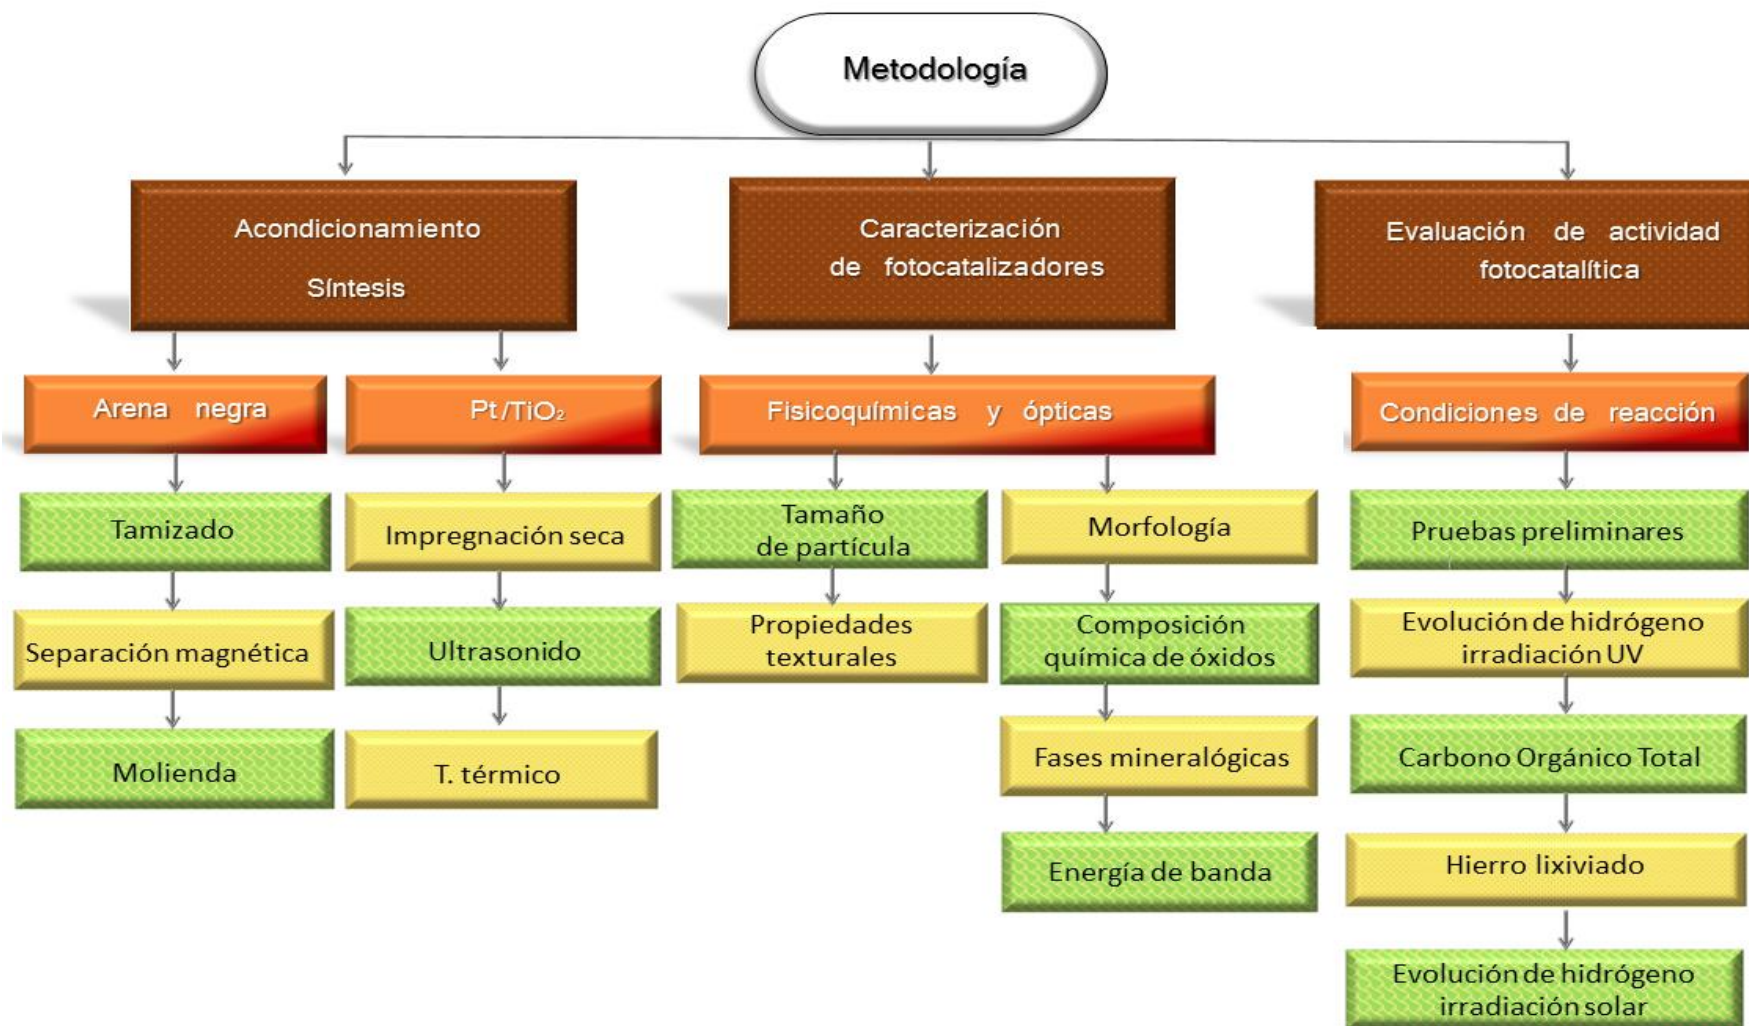 Metodología
Acondicionamiento
Síntesis
Caracterización
de fotocatalizadores
Evaluación de actividad
fotocatalítica
Arena negra
Pt/TiO₂
Fisicoquímicas y ópticas
Condiciones de reacción
Tamizado
Separación magnética
Molienda
Impregnación seca
Ultrasonido
T. térmico
Tamaño
de partícula
Propiedades
texturales
Morfología
Composición
química de óxidos
Fases mineralógicas
Energía de banda
Pruebas preliminares
Evolución de hidrógeno
irradiación UV
Carbono Orgánico Total
Hierro lixiviado
Evolución de hidrógeno
irradiación solar